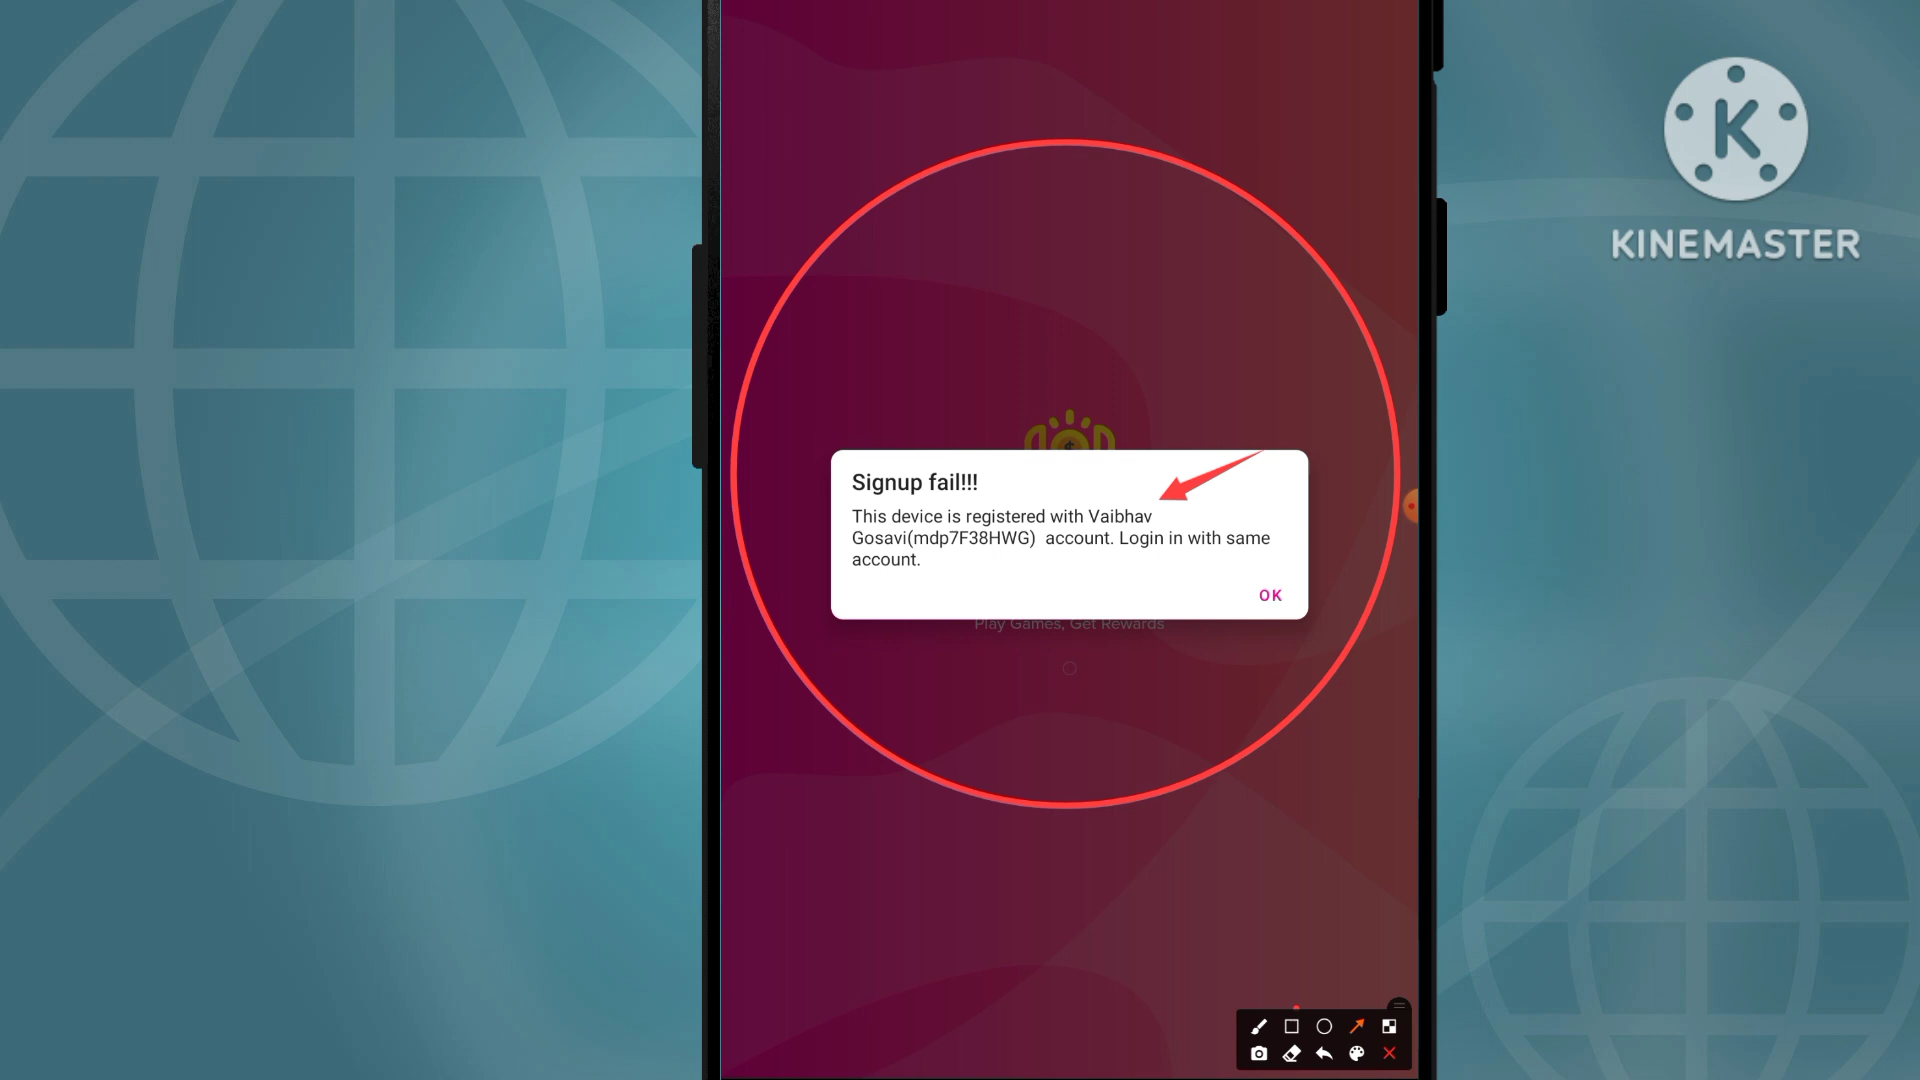 KINEMASTER
Signup fail!!!
This device is registered with Vaibhav
Gosavi(mdp7F38HWG)  account. Login in with same
account.
OK
Play Games, Get Rewards